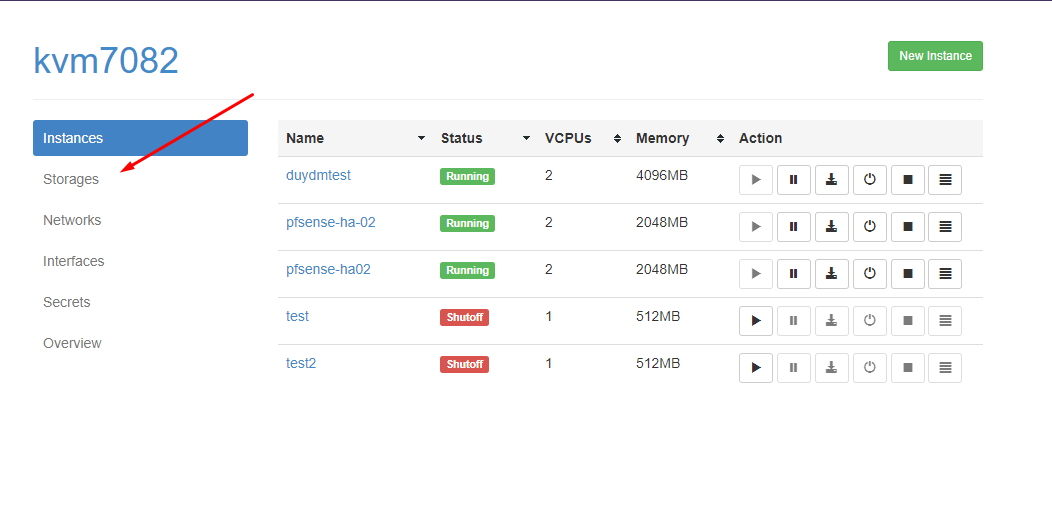 kvm7082
New Instance
Instances
Storages
Networks
Interfaces
Secrets
Overview
Name Status VCPUs Memory Action
duydmtest Running 2 4096MB
pfsense-ha-02 Running 2 2048MB
pfsense-ha02 Running 2 2048MB
test Shutoff 1 512MB
test2 Shutoff 1 512MB